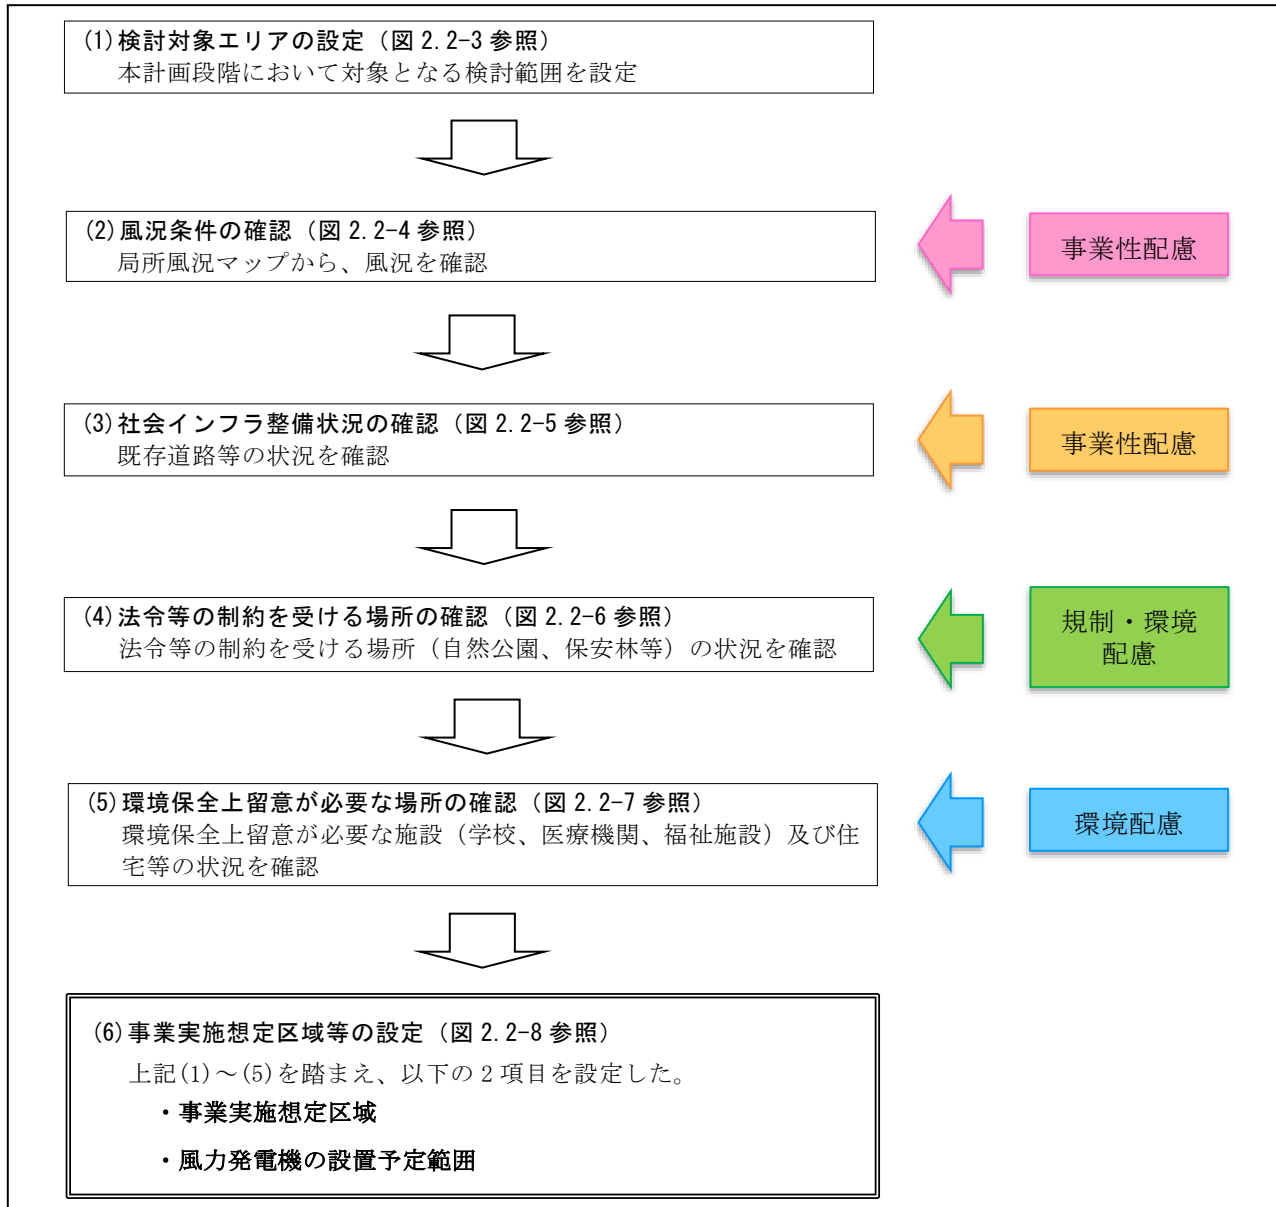 (1)検討対象エリアの設定（図 2.2-3 参照）
本計画段階において対象となる検討範囲を設定
(2)風況条件の確認（図 2.2-4 参照）
局所風況マップから、風況を確認
事業性配慮
(3)社会インフラ整備状況の確認（図 2.2-5 参照）
既存道路等の状況を確認
事業性配慮
(4)法令等の制約を受ける場所の確認（図 2.2-6 参照）
法令等の制約を受ける場所（自然公園、保安林等）の状況を確認
規制・環境
配慮
(5)環境保全上留意が必要な場所の確認（図 2.2-7 参照）
環境保全上留意が必要な施設（学校、医療機関、福祉施設）及び住
宅等の状況を確認
環境配慮
(6)事業実施想定区域等の設定（図 2.2-8 参照）
上記(1)～(5)を踏まえ、以下の 2 項目を設定した。
・事業実施想定区域
・風力発電機の設置予定範囲